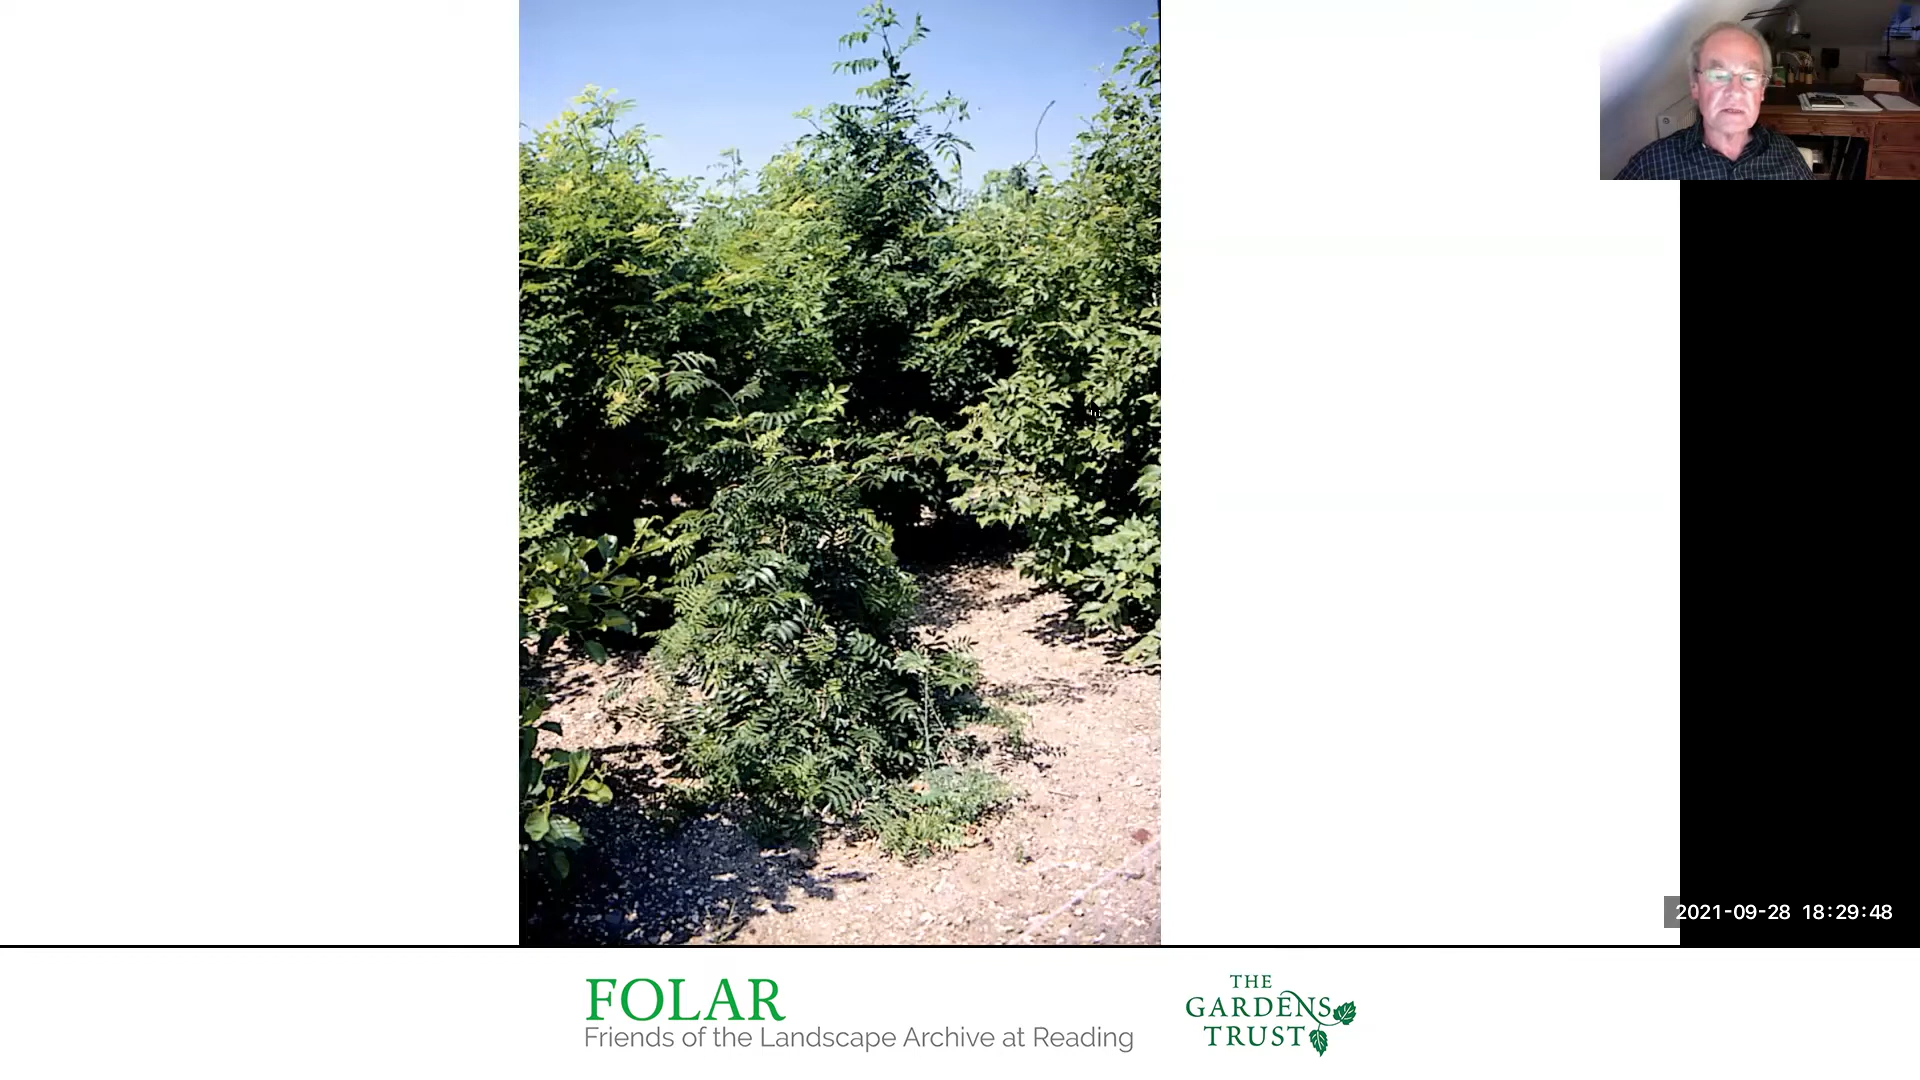 2021-09-28 18:29:48
FOLAR
Friends of the Landscape Archive at Reading
THE
GARDENS
TRUST